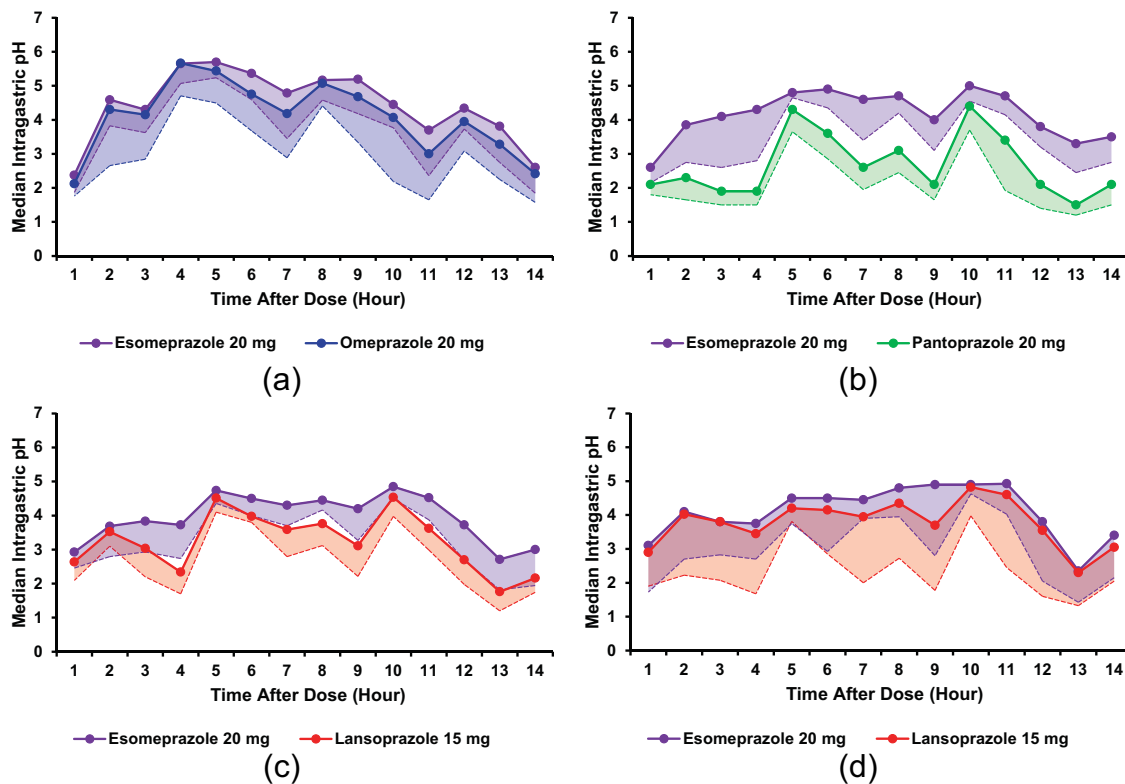 7
6
5
4
3
2
1
0
Median Intragastric pH
1 2 3 4 5 6 7 8 9 10 11 12 13 14
Time After Dose (Hour)
Esomeprazole 20 mg Omeprazole 20 mg
(a)
7
6
5
4
3
2
1
0
Median Intragastric pH
1 2 3 4 5 6 7 8 9 10 11 12 13 14
Time After Dose (Hour)
Esomeprazole 20 mg Pantoprazole 20 mg
(b)
7
6
5
4
3
2
1
0
Median Intragastric pH
1 2 3 4 5 6 7 8 9 10 11 12 13 14
Time After Dose (Hour)
Esomeprazole 20 mg Lansoprazole 15 mg
(c)
7
6
5
4
3
2
1
0
Median Intragastric pH
1 2 3 4 5 6 7 8 9 10 11 12 13 14
Time After Dose (Hour)
Esomeprazole 20 mg Lansoprazole 15 mg
(d)